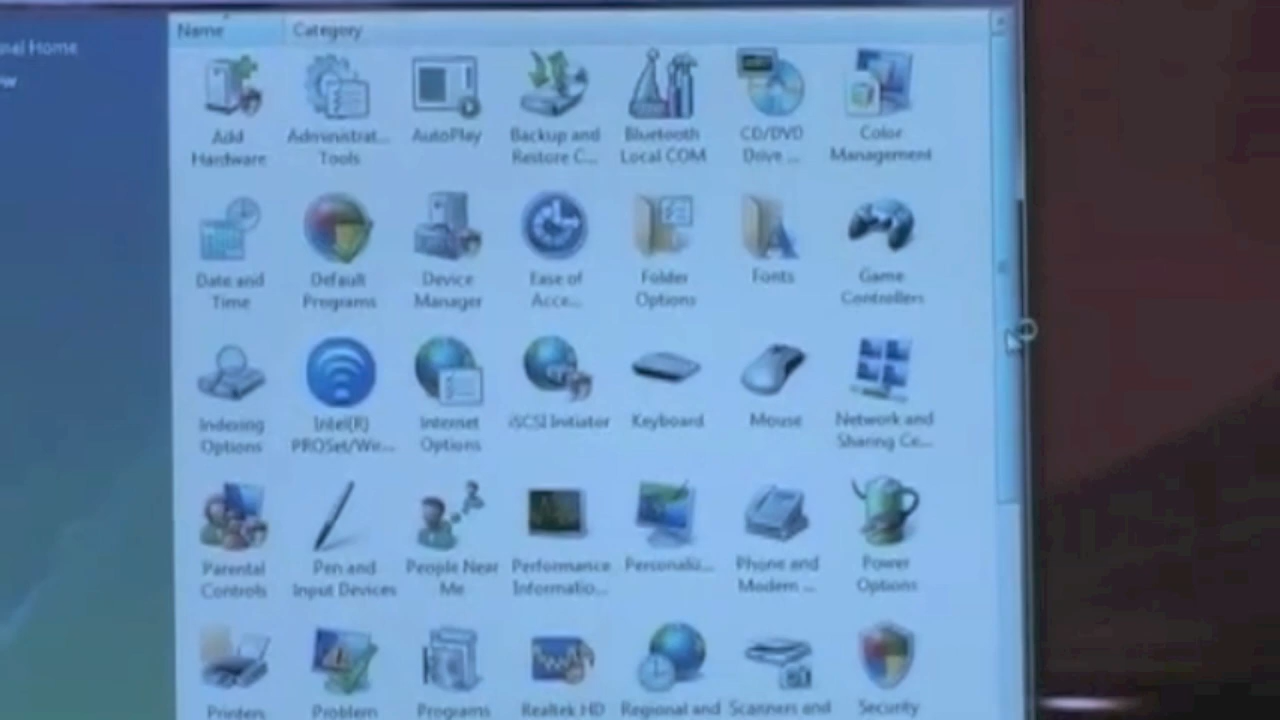 Name Category
Home
Add Hardware
Administrat... Tools
AutoPlay
Backup and Restore C...
Bluetooth Local COM
CD/DVD Drive ...
Color Management
Date and Time
Default Programs
Device Manager
Ease of Acce...
Folder Options
Fonts
Game Controllers
Indexing Options
Intel(R) PROSet/Wire...
Internet Options
iSCSI Initiator
Keyboard
Mouse
Network and Sharing Ce...
Parental Controls
Pen and Input Devices
People Near Me
Performance Informatio...
Personaliz...
Phone and Modem ...
Power Options
Printers
Problem
Programs
Realtek HD
Regional and
Scanners and
Security